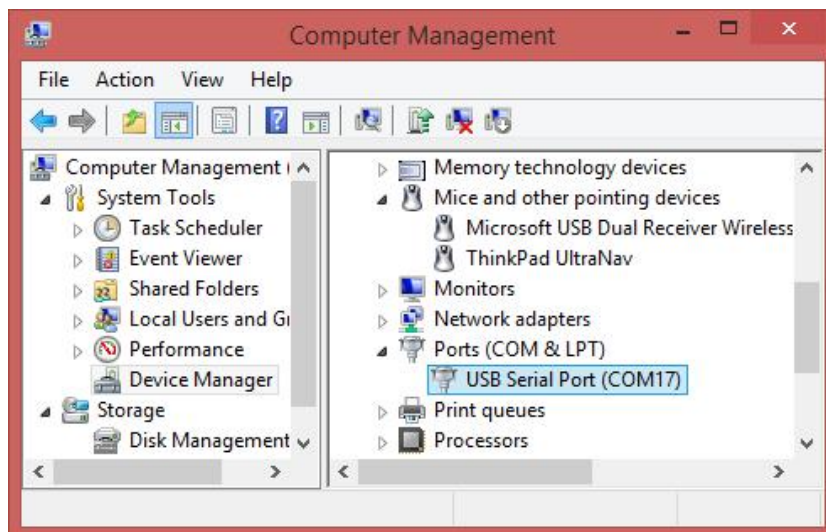 Computer Management
File Action View Help
Computer Management (
System Tools
Task Scheduler
Event Viewer
Shared Folders
Local Users and Gr
Performance
Device Manager
Storage
Disk Management
Memory technology devices
Mice and other pointing devices
Microsoft USB Dual Receiver Wireless
ThinkPad UltraNav
Monitors
Network adapters
Ports (COM & LPT)
USB Serial Port (COM17)
Print queues
Processors